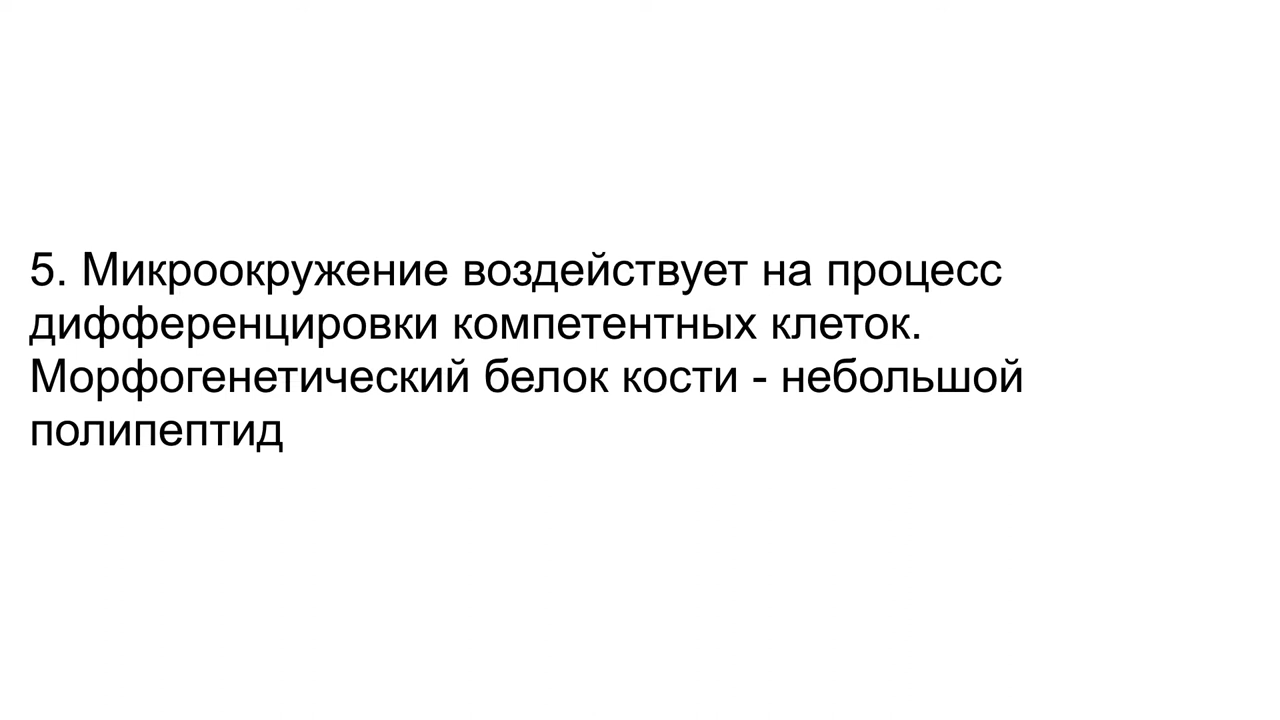 5. Микроокружение воздействует на процесс
дифференцировки компетентных клеток.
Морфогенетический белок кости - небольшой
полипептид